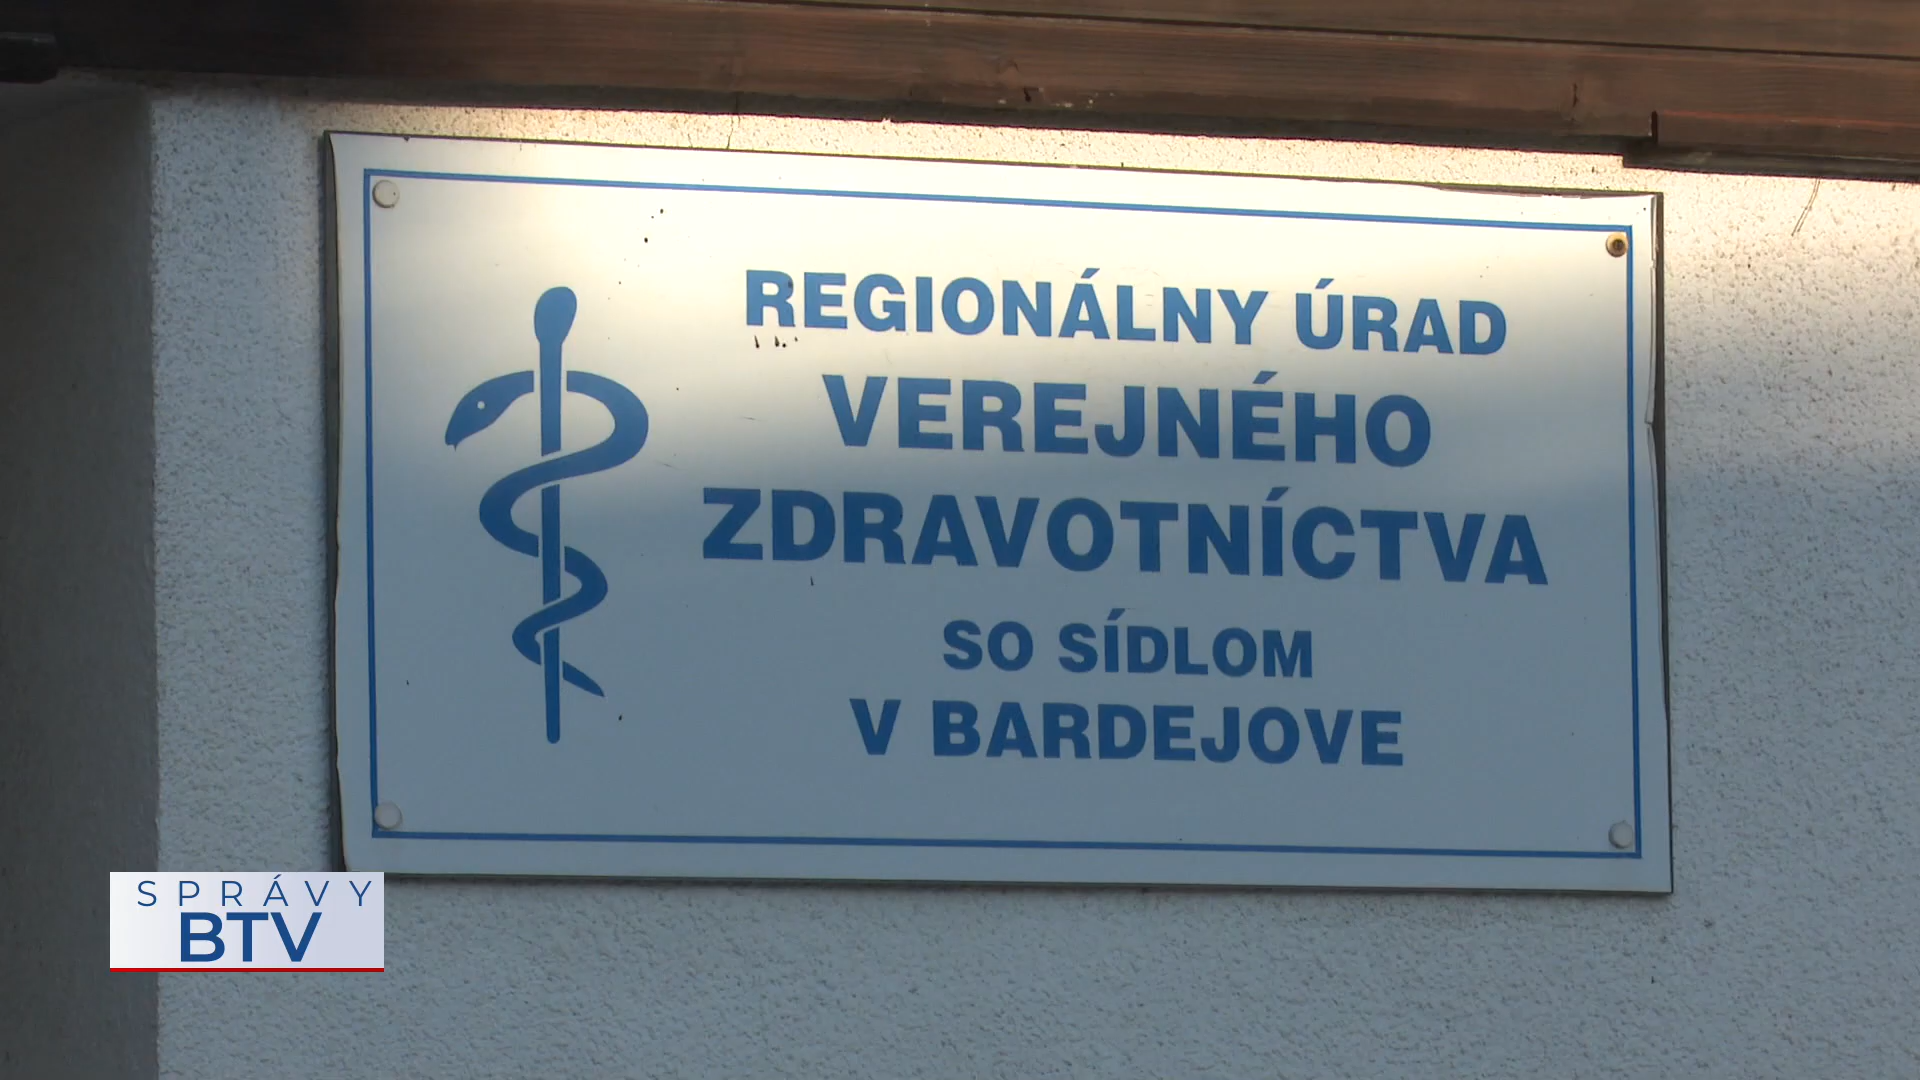 REGIONÁLNY ÚRAD
VEREJNÉHO
ZDRAVOTNÍCTVA
SO SÍDLOM
V BARDEJOVE
SPRÁVY
BTV